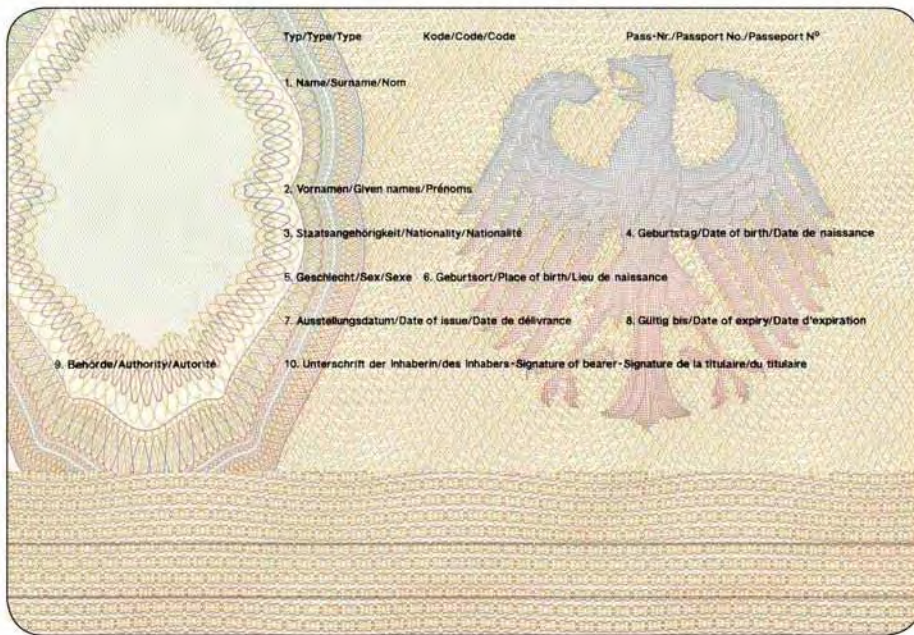 Typ/Type/Type Kode/Code/Code Pass-Nr./Passport No./Passeport Nº
1. Name/Surname/Nom
2. Vornamen/Given names/Prénoms
3. Staatsangehörigkeit/Nationality/Nationalité 4. Geburtstag/Date of birth/Date de naissance
5. Geschlecht/Sex/Sexe 6. Geburtsort/Place of birth/Lieu de naissance
7. Ausstellungsdatum/Date of issue/Date de délivrance 8. Gültig bis/Date of expiry/Date d'expiration
9. Behörde/Authority/Autorité 10. Unterschrift der Inhaberin/des Inhabers-Signature of bearer-Signature de la titulaire/du titulaire